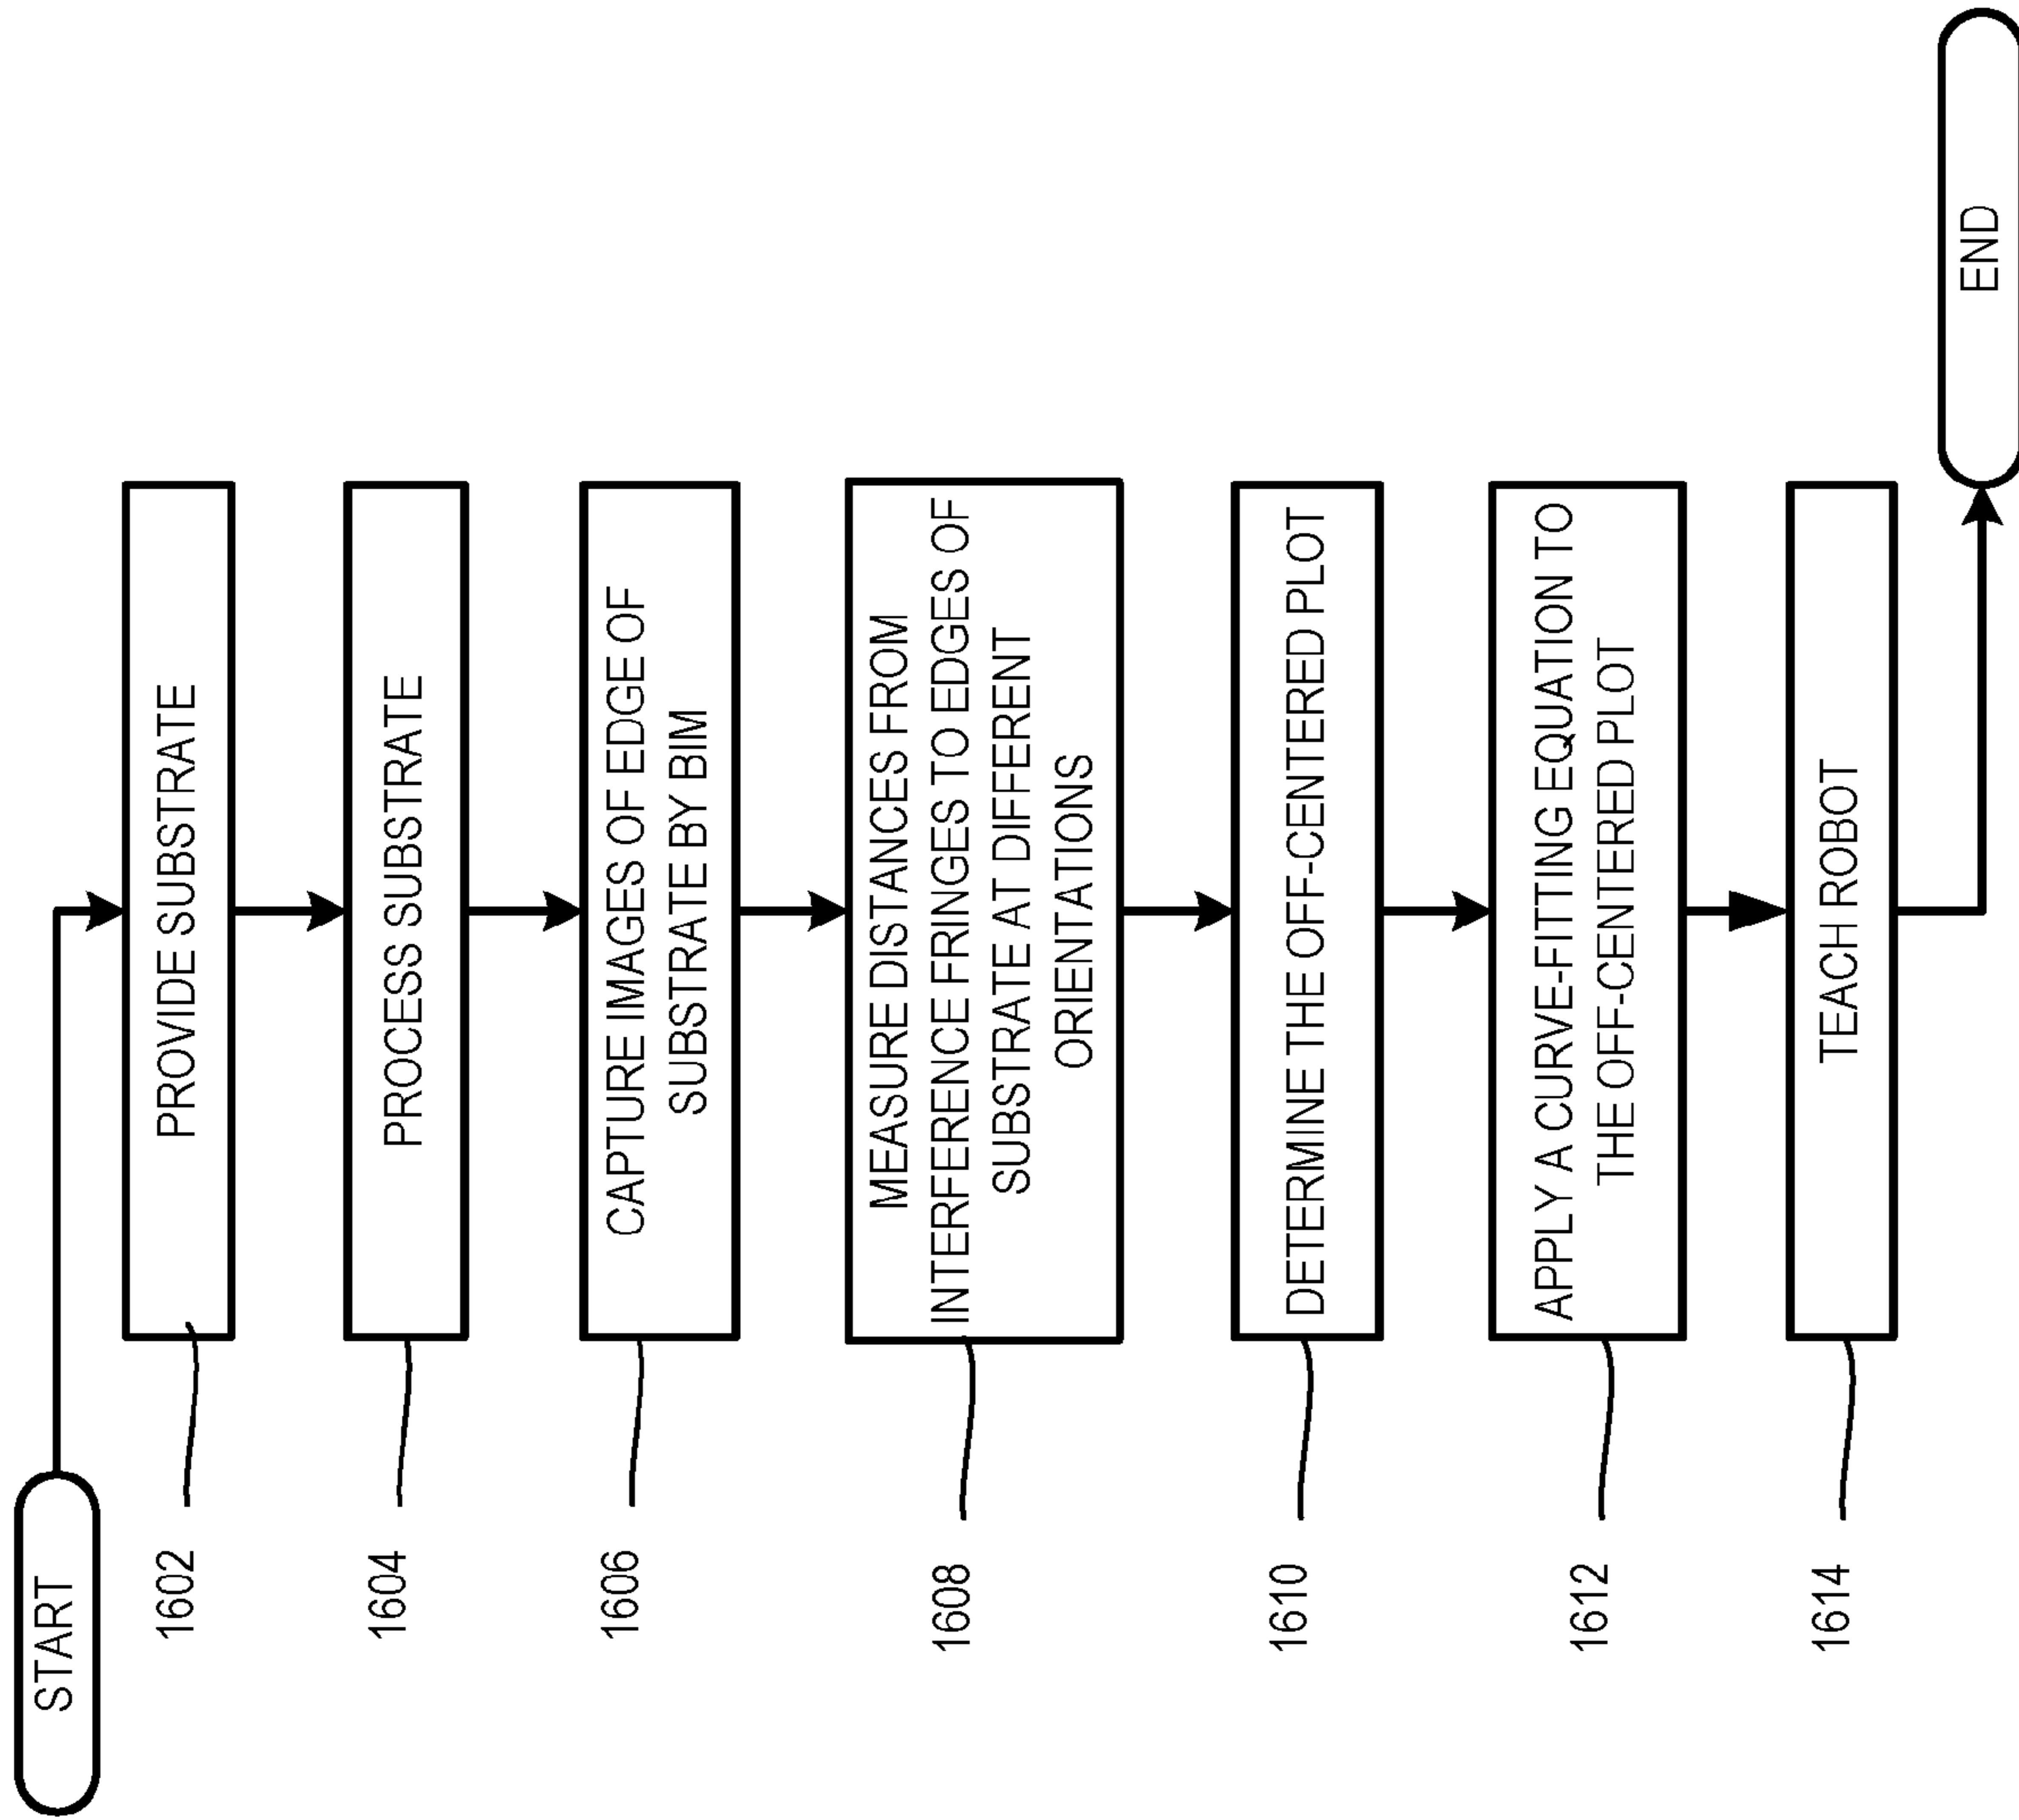 START
1602
PROVIDE SUBSTRATE
1604
PROCESS SUBSTRATE
1606
CAPTURE IMAGES OF EDGE OF
SUBSTRATE BY BIM
1608
MEASURE DISTANCES FROM
INTERFERENCE FRINGES TO EDGES OF
SUBSTRATE AT DIFFERENT
ORIENTATIONS
1610
DETERMINE THE OFF-CENTERED PLOT
1612
APPLY A CURVE-FITTING EQUATION TO
THE OFF-CENTERED PLOT
1614
TEACH ROBOT
END